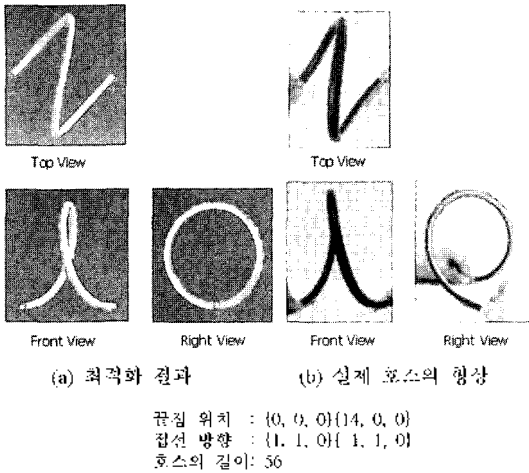 Top View
Top View
Front View
Right View
Front View
Right View
(a) 최적화 결과
(b) 실제 호스의 형상
끝점 위치 : {0, 0, 0}{14, 0, 0}
접선 방향 : {1, 1, 0}{ 1, 1, 0}
호스의 길이: 56